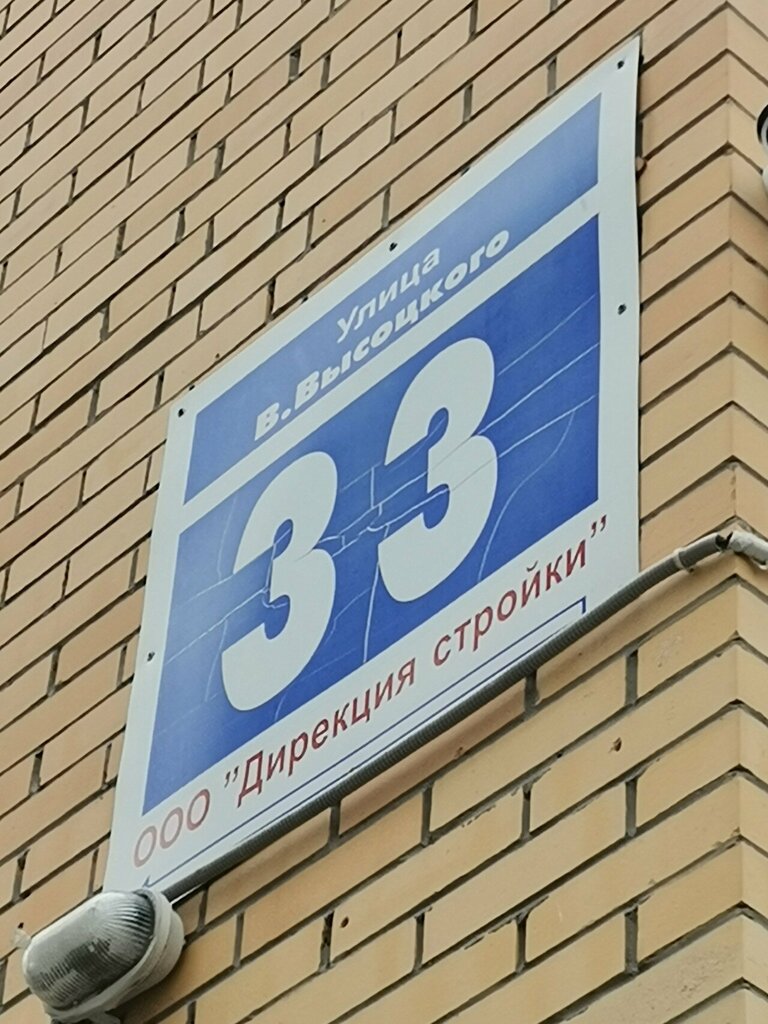 Улица
В.Высоцкого
33
ООО "Дирекция стройки"